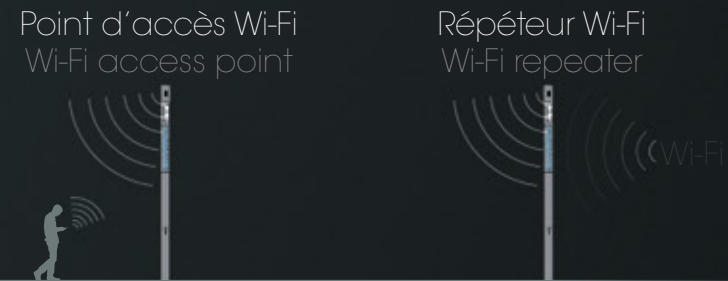 Point d'accès Wi-Fi
Wi-Fi access point
Répéteur Wi-Fi
Wi-Fi repeater
Wi-Fi